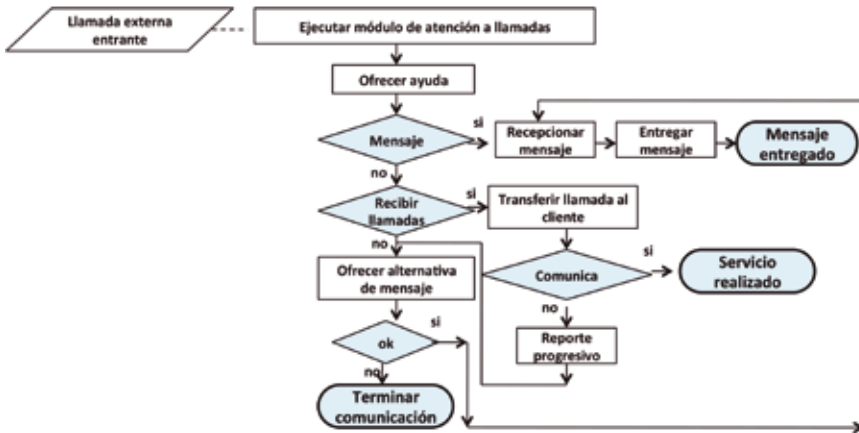 Llamada externa
entrante
Ejecutar módulo de atención a llamadas
Ofrecer ayuda
Mensaje
si
Recepcionar
mensaje
Entregar
mensaje
Mensaje
entregado
no
Recibir
llamadas
si
Transferir llamada al
cliente
no
Ofrecer alternativa
de mensaje
Comunica
si
Servicio
realizado
no
ok
si
Reporte
progresivo
no
Terminar
comunicación